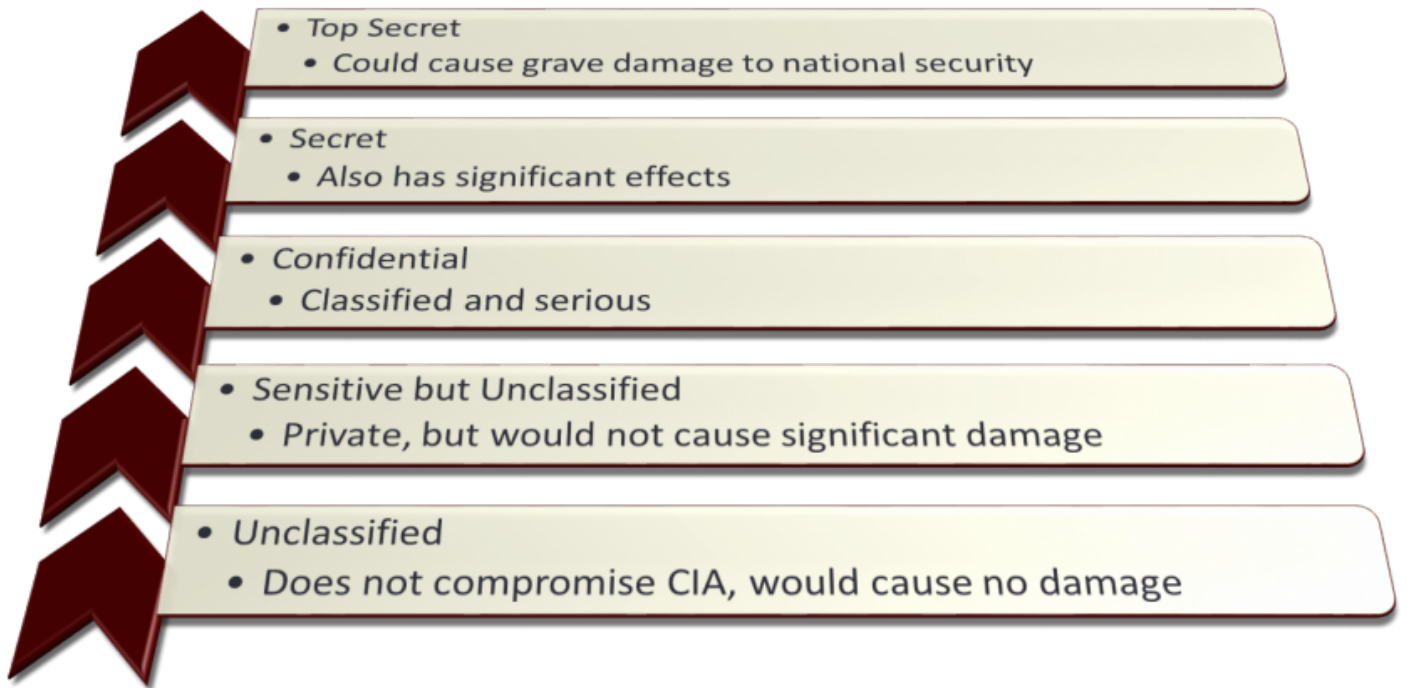 • Top Secret
• Could cause grave damage to national security
• Secret
• Also has significant effects
• Confidential
• Classified and serious
• Sensitive but Unclassified
• Private, but would not cause significant damage
• Unclassified
• Does not compromise CIA, would cause no damage